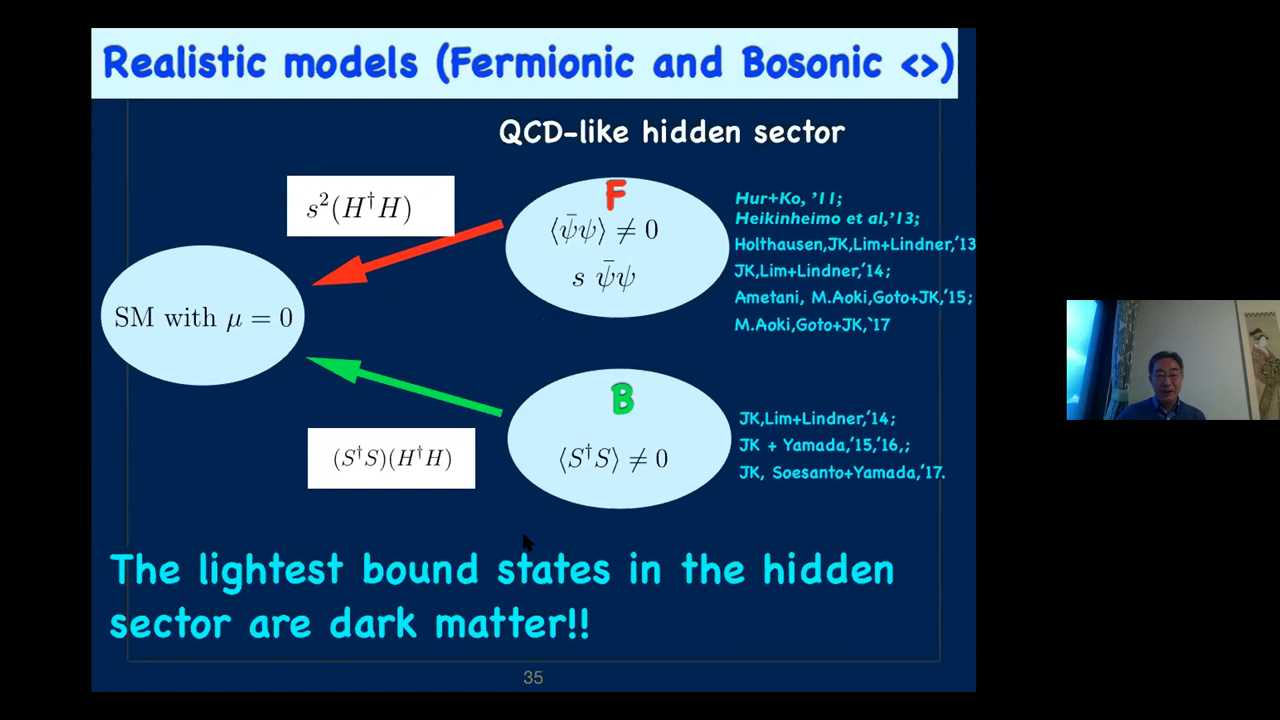 Realistic models (Fermionic and Bosonic <>)
QCD-like hidden sector
s²(H†H)
F
⟨ψ̄ψ⟩ ≠ 0
s ψ̄ψ
Hur+Ko, ’11;
Heikinheimo et al,’13;
Holthausen,JK,Lim+Lindner,‘13
JK,Lim+Lindner,‘14;
Ametani, M.Aoki,Goto+JK,‘15;
M.Aoki,Goto+JK,`17
SM with μ = 0
B
⟨S†S⟩ ≠ 0
(S†S)(H†H)
JK,Lim+Lindner,‘14;
JK + Yamada,‘15,‘16,;
JK, Soesanto+Yamada,‘17.
The lightest bound states in the hidden
sector are dark matter!!
35